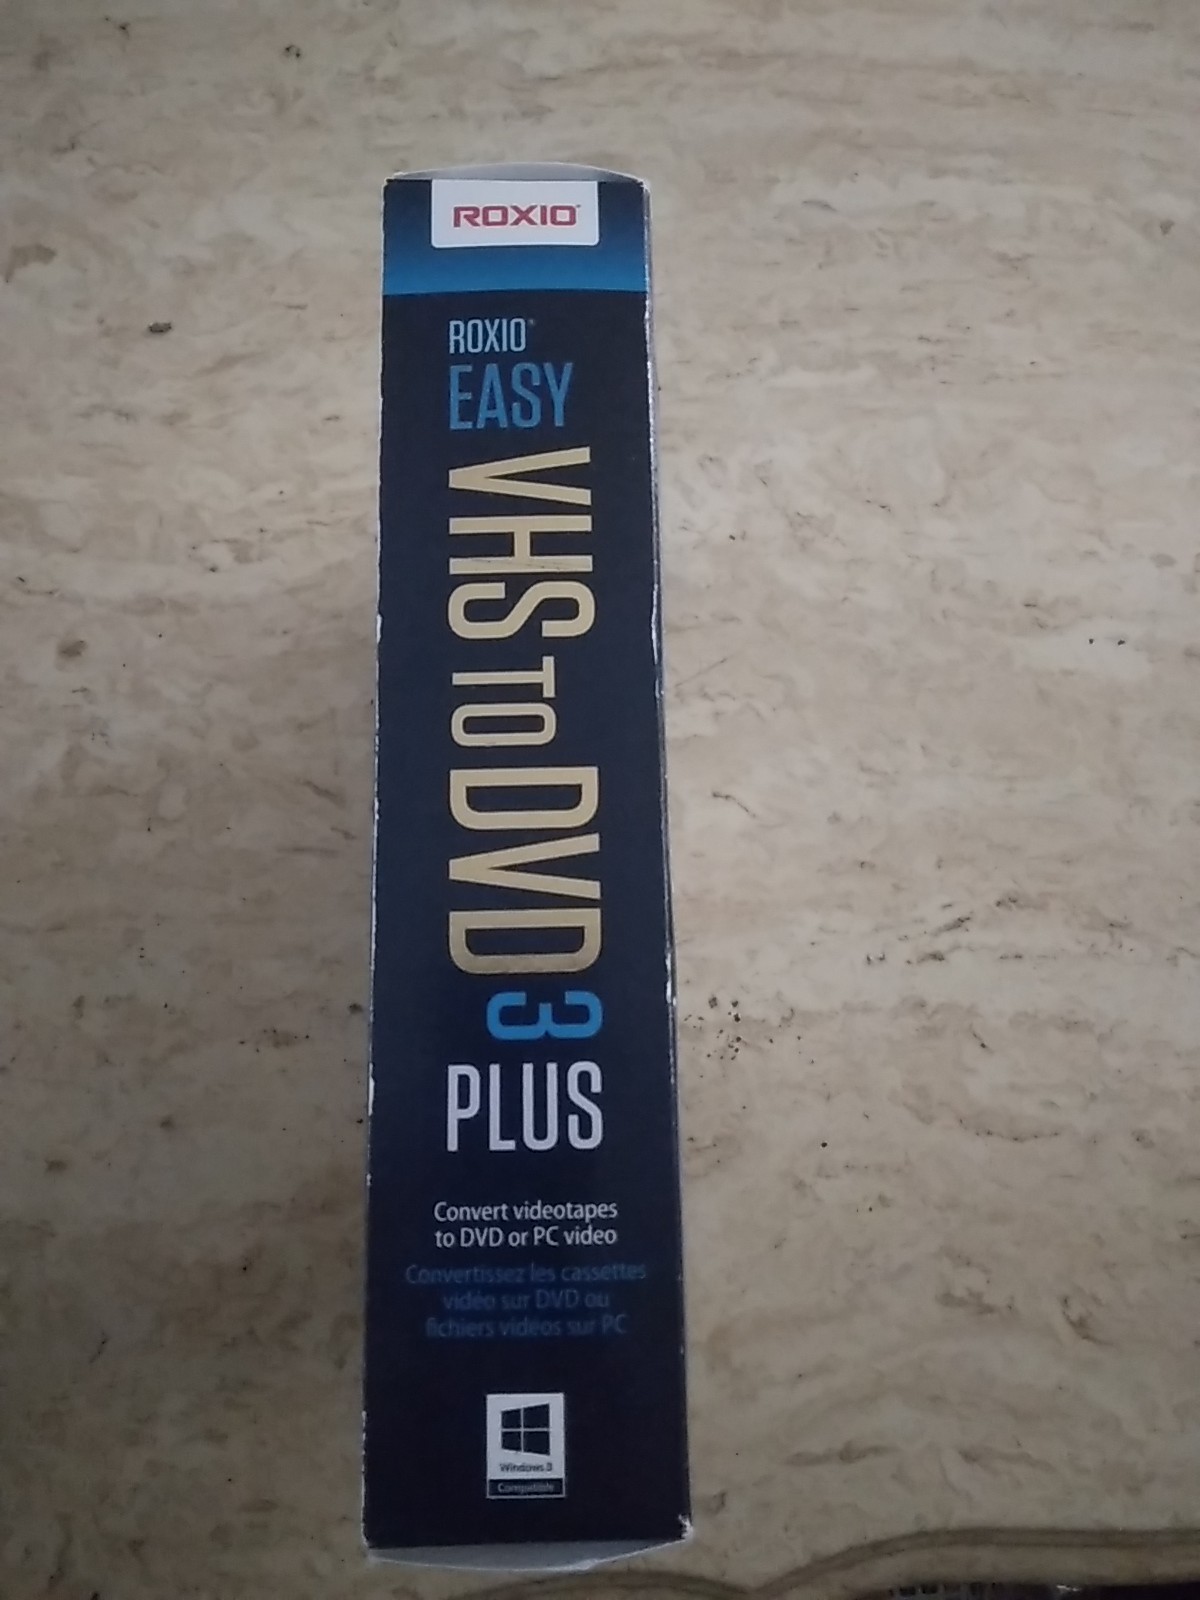 ROXIO
ROXIO®
EASY
VHS TO DVD 3
PLUS
Convert videotapes
to DVD or PC video
Convertissez les cassettes
vidéo sur DVD ou
fichiers vidéos sur PC
Windows 8
Compatible